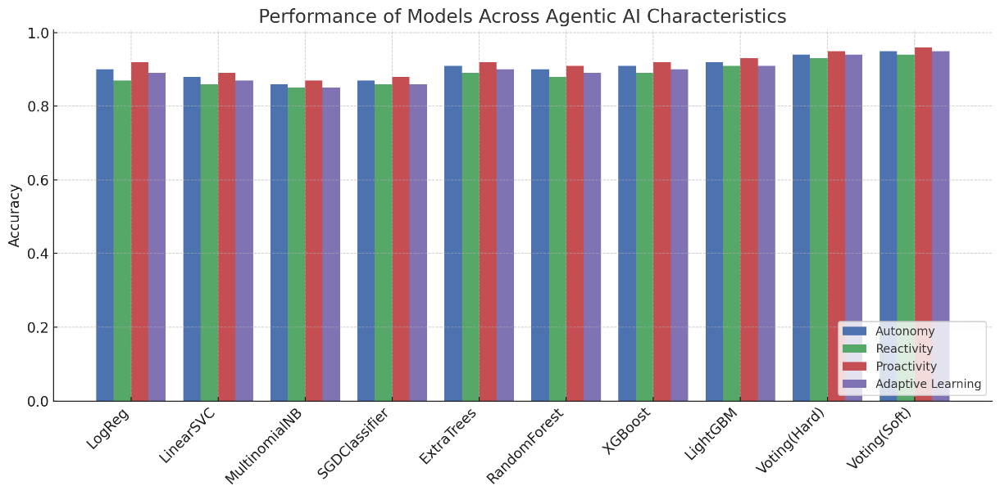 Performance of Models Across Agentic AI Characteristics
Accuracy
1.0
0.8
0.6
0.4
0.2
0.0
LogReg
LinearSVC
MultinomialNB
SGDClassifier
ExtraTrees
RandomForest
XGBoost
LightGBM
Voting(Hard)
Voting(Soft)
Autonomy
Reactivity
Proactivity
Adaptive Learning